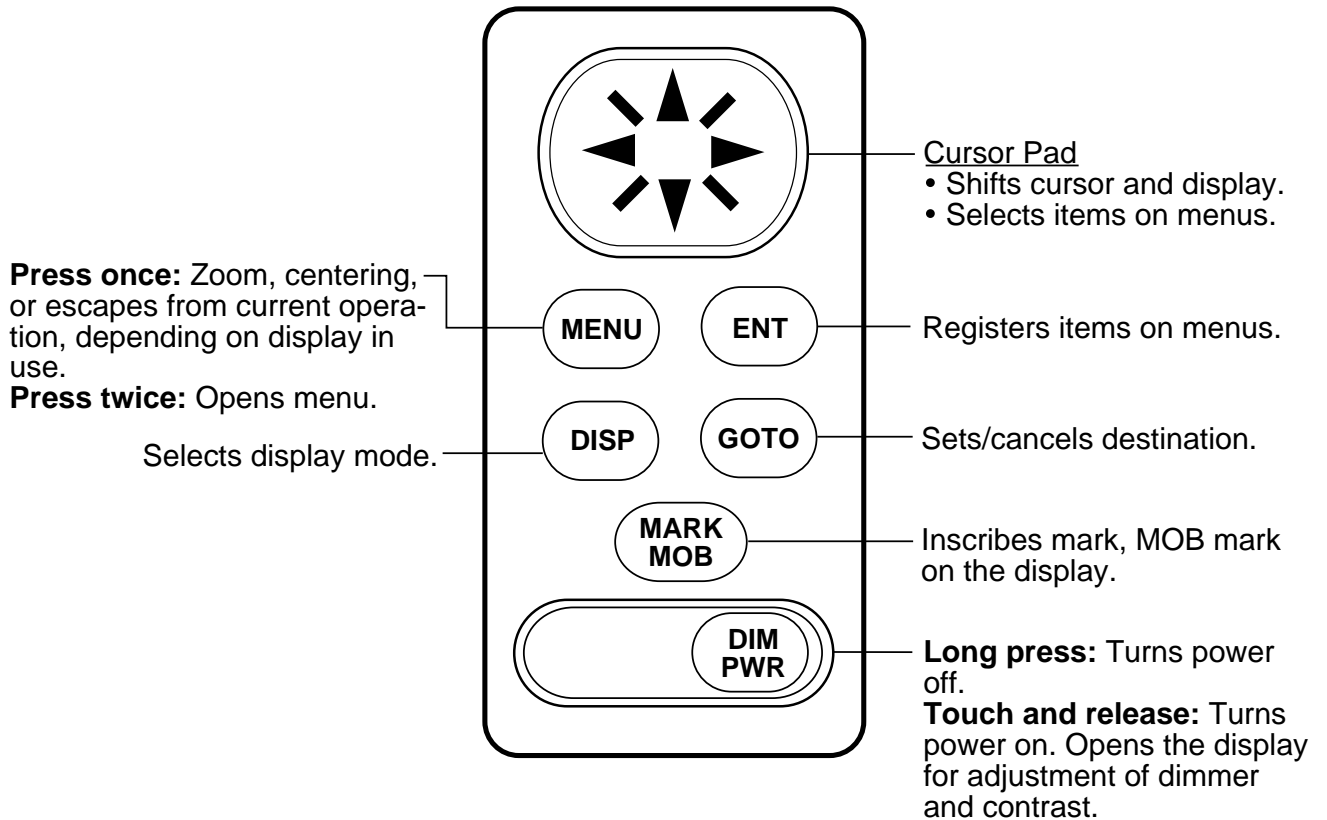 Cursor Pad
• Shifts cursor and display.
• Selects items on menus.
Press once: Zoom, centering,
or escapes from current opera-
tion, depending on display in
use.
Press twice: Opens menu.
MENU
ENT
Registers items on menus.
Selects display mode.
DISP
GOTO
Sets/cancels destination.
MARK
MOB
Inscribes mark, MOB mark
on the display.
DIM
PWR
Long press: Turns power
off.
Touch and release: Turns
power on. Opens the display
for adjustment of dimmer
and contrast.